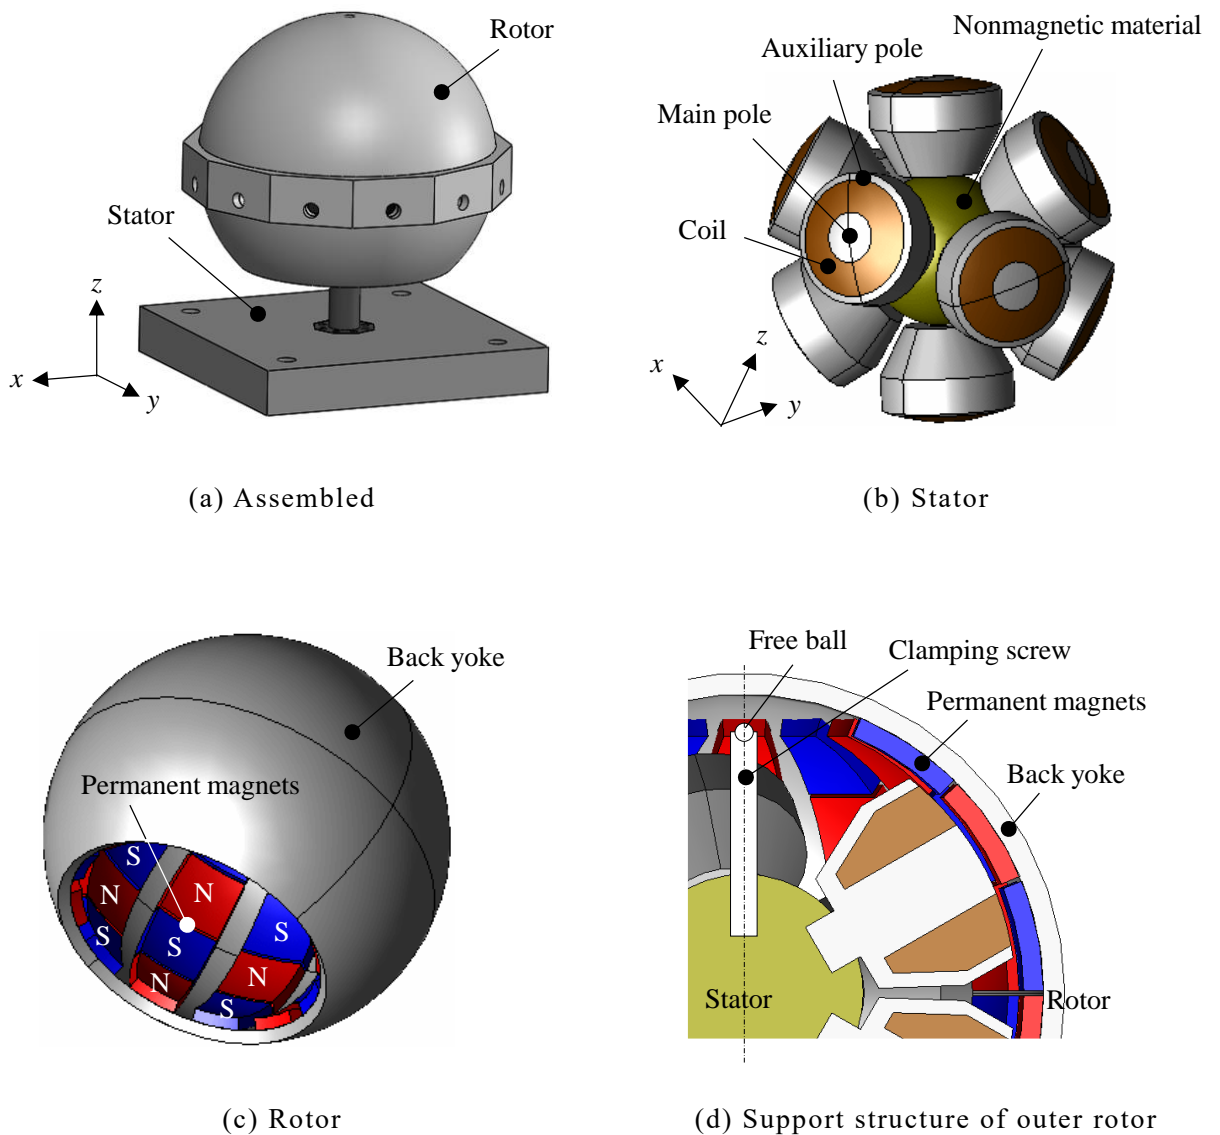 Rotor
Stator
z
x
y
(a) Assembled
Nonmagnetic material
Auxiliary pole
Main pole
Coil
z
x
y
(b) Stator
Back yoke
Permanent magnets
S
N
S
S
S
N
N
S
(c) Rotor
Free ball
Clamping screw
Permanent magnets
Back yoke
Stator
Rotor
(d) Support structure of outer rotor